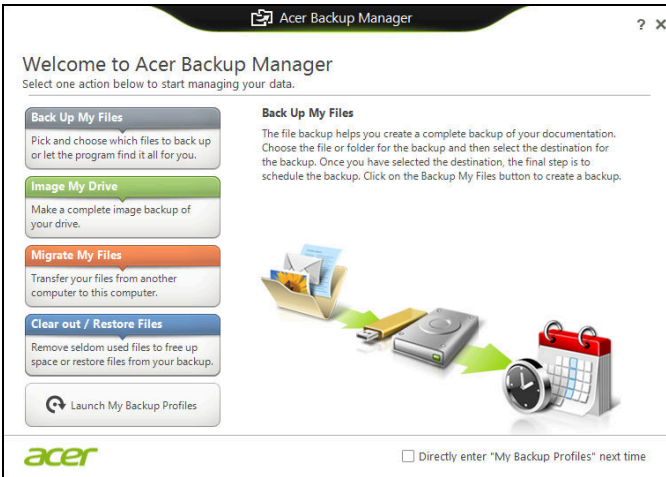 Acer Backup Manager
? X
Welcome to Acer Backup Manager
Select one action below to start managing your data.
Back Up My Files
Pick and choose which files to back up
or let the program find it all for you.
Image My Drive
Make a complete image backup of
your drive.
Migrate My Files
Transfer your files from another
computer to this computer.
Clear out / Restore Files
Remove seldom used files to free up
space or restore files from your backup.
Launch My Backup Profiles
Back Up My Files
The file backup helps you create a complete backup of your documentation.
Choose the file or folder for the backup and then select the destination for
the backup. Once you have selected the destination, the final step is to
schedule the backup. Click on the Backup My Files button to create a backup.
acer
Directly enter "My Backup Profiles" next time